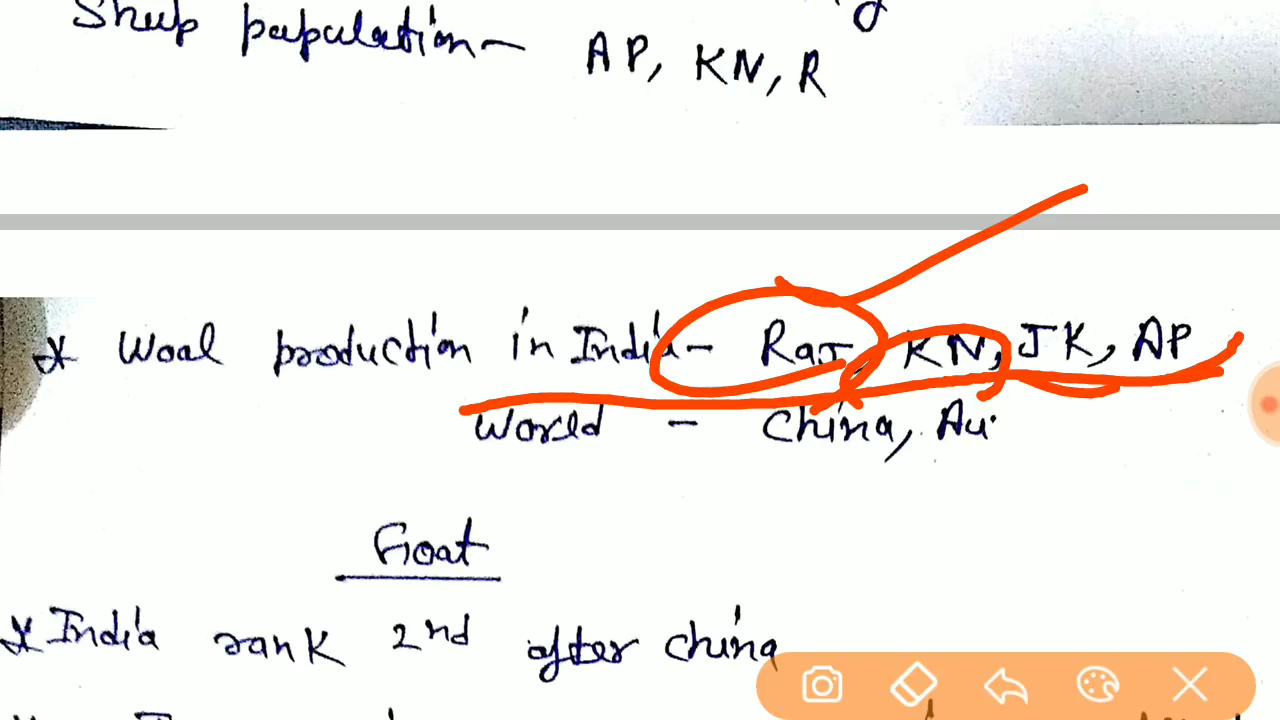 Sheep population - AP, KN, R
* Wool production in India - Raj, KN, JK, AP
World - China, Au.
Goat
* India rank 2nd after China